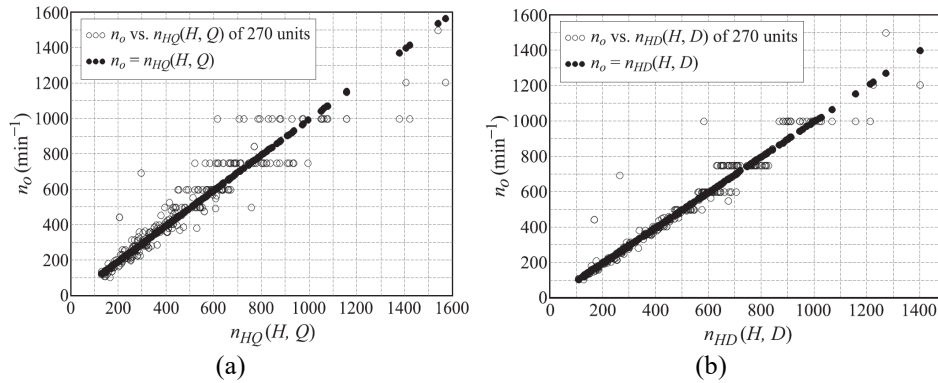 1600
1400
1200
1000
800
600
400
200
0
n_o (min⁻¹)
○○○ n_o vs. n_HQ(H, Q) of 270 units
●●● n_o = n_HQ(H, Q)
0 200 400 600 800 1000 1200 1400 1600
n_HQ(H, Q)
(a)
1600
1400
1200
1000
800
600
400
200
0
n_o (min⁻¹)
○○○ n_o vs. n_HD(H, D) of 270 units
●●● n_o = n_HD(H, D)
0 200 400 600 800 1000 1200 1400
n_HD(H, D)
(b)